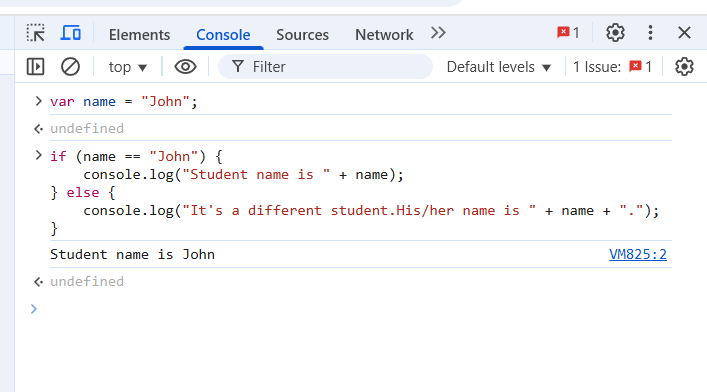 Elements Console Sources Network 1
top Filter Default levels 1 Issue: 1
var name = "John";
undefined
if (name == "John") {
    console.log("Student name is " + name);
} else {
    console.log("It's a different student.His/her name is " + name + ".");
}
Student name is John VM825:2
undefined